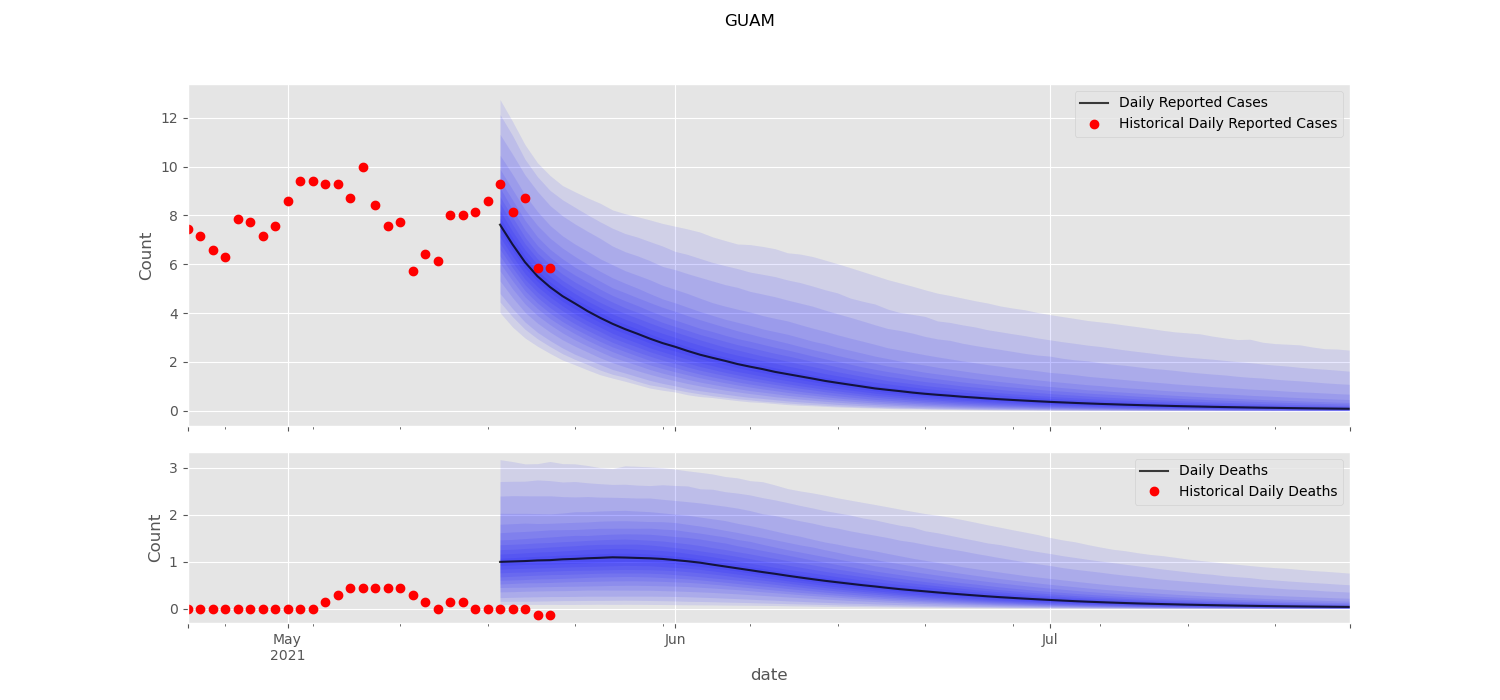 GUAM
Daily Reported Cases
Historical Daily Reported Cases
12
10
8
6
4
2
0
Count
Daily Deaths
Historical Daily Deaths
3
2
1
0
Count
May
2021
Jun
Jul
date